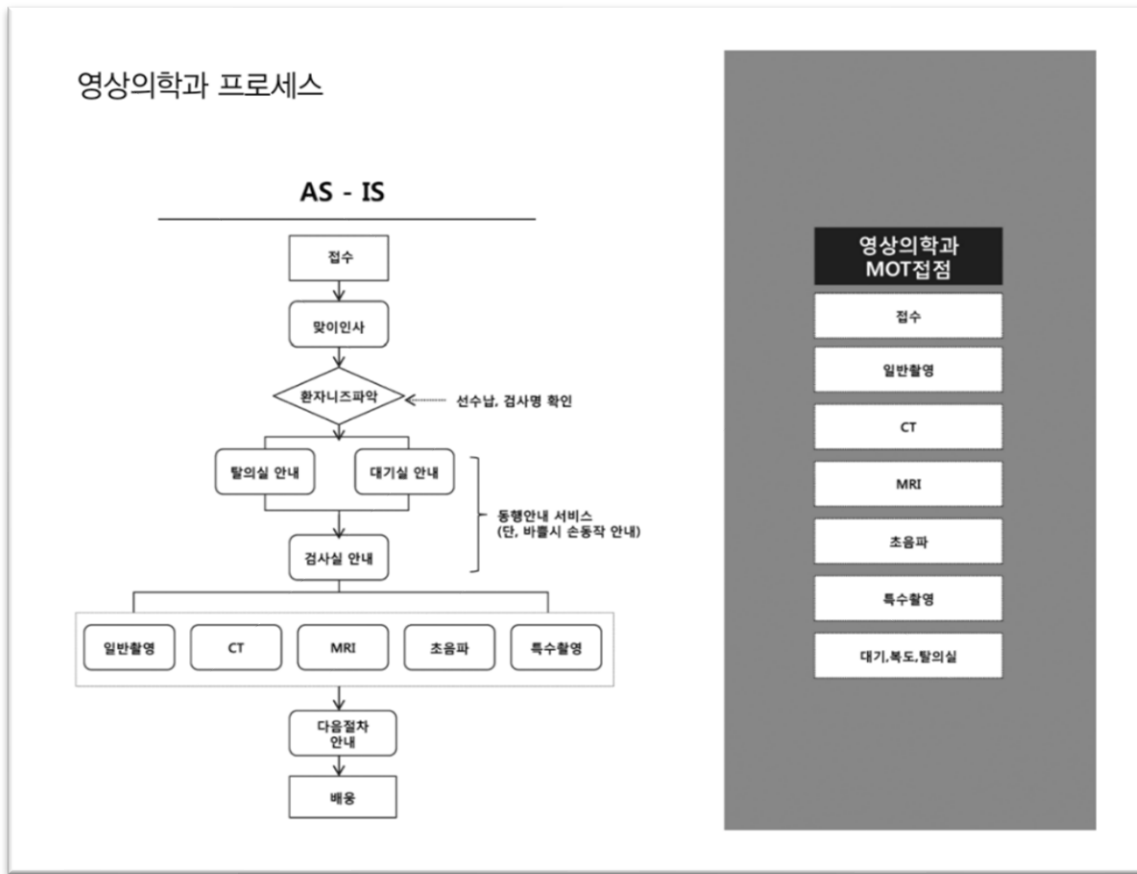 영상의학과 프로세스
AS - IS
접수
맞이인사
환자니즈파악
선수납, 검사명 확인
탈의실 안내
대기실 안내
동행안내 서비스
(단, 바쁠시 손동작 안내)
검사실 안내
일반촬영
CT
MRI
초음파
특수촬영
다음절차
안내
배웅
영상의학과
MOT접점
접수
일반촬영
CT
MRI
초음파
특수촬영
대기,복도,탈의실